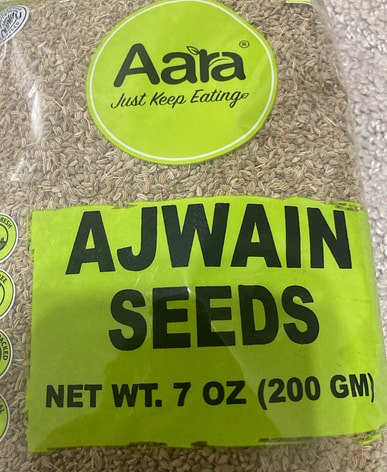 Aara®
Just Keep Eating
AJWAIN
SEEDS
NET WT. 7 OZ (200 GM)